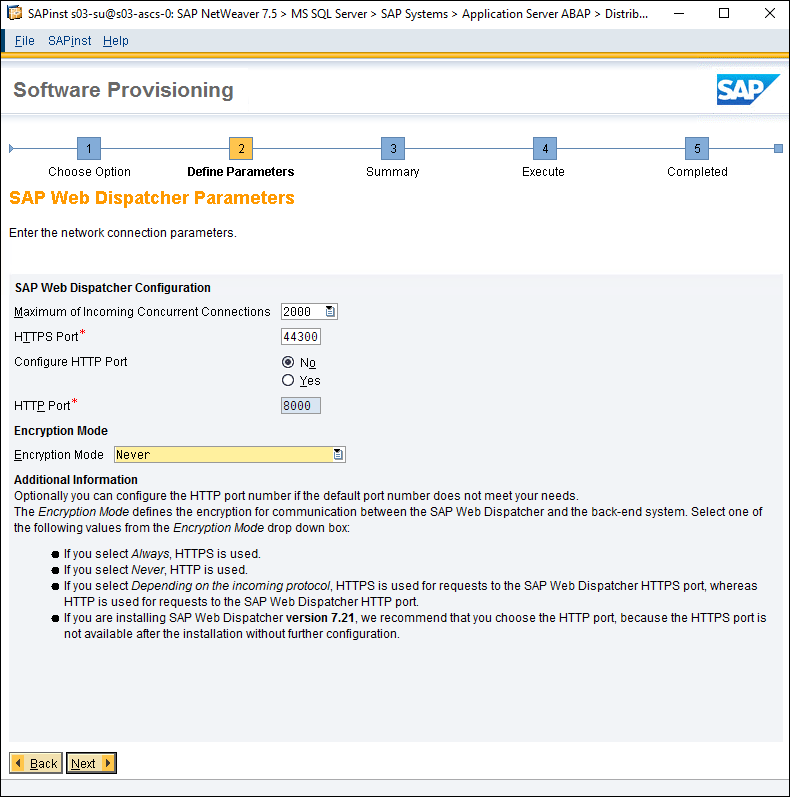 SAPinst s03-su@s03-ascs-0: SAP NetWeaver 7.5 > MS SQL Server > SAP Systems > Application Server ABAP > Distrib...
File SAPinst Help
Software Provisioning
SAP
1 2 3 4 5
Choose Option Define Parameters Summary Execute Completed
SAP Web Dispatcher Parameters
Enter the network connection parameters.
SAP Web Dispatcher Configuration
Maximum of Incoming Concurrent Connections 2000
HTTPS Port* 44300
Configure HTTP Port No
Yes
HTTP Port* 8000
Encryption Mode
Encryption Mode Never
Additional Information
Optionally you can configure the HTTP port number if the default port number does not meet your needs.
The Encryption Mode defines the encryption for communication between the SAP Web Dispatcher and the back-end system. Select one of
the following values from the Encryption Mode drop down box:
● If you select Always, HTTPS is used.
● If you select Never, HTTP is used.
● If you select Depending on the incoming protocol, HTTPS is used for requests to the SAP Web Dispatcher HTTPS port, whereas
HTTP is used for requests to the SAP Web Dispatcher HTTP port.
● If you are installing SAP Web Dispatcher version 7.21, we recommend that you choose the HTTP port, because the HTTPS port is
not available after the installation without further configuration.
Back Next